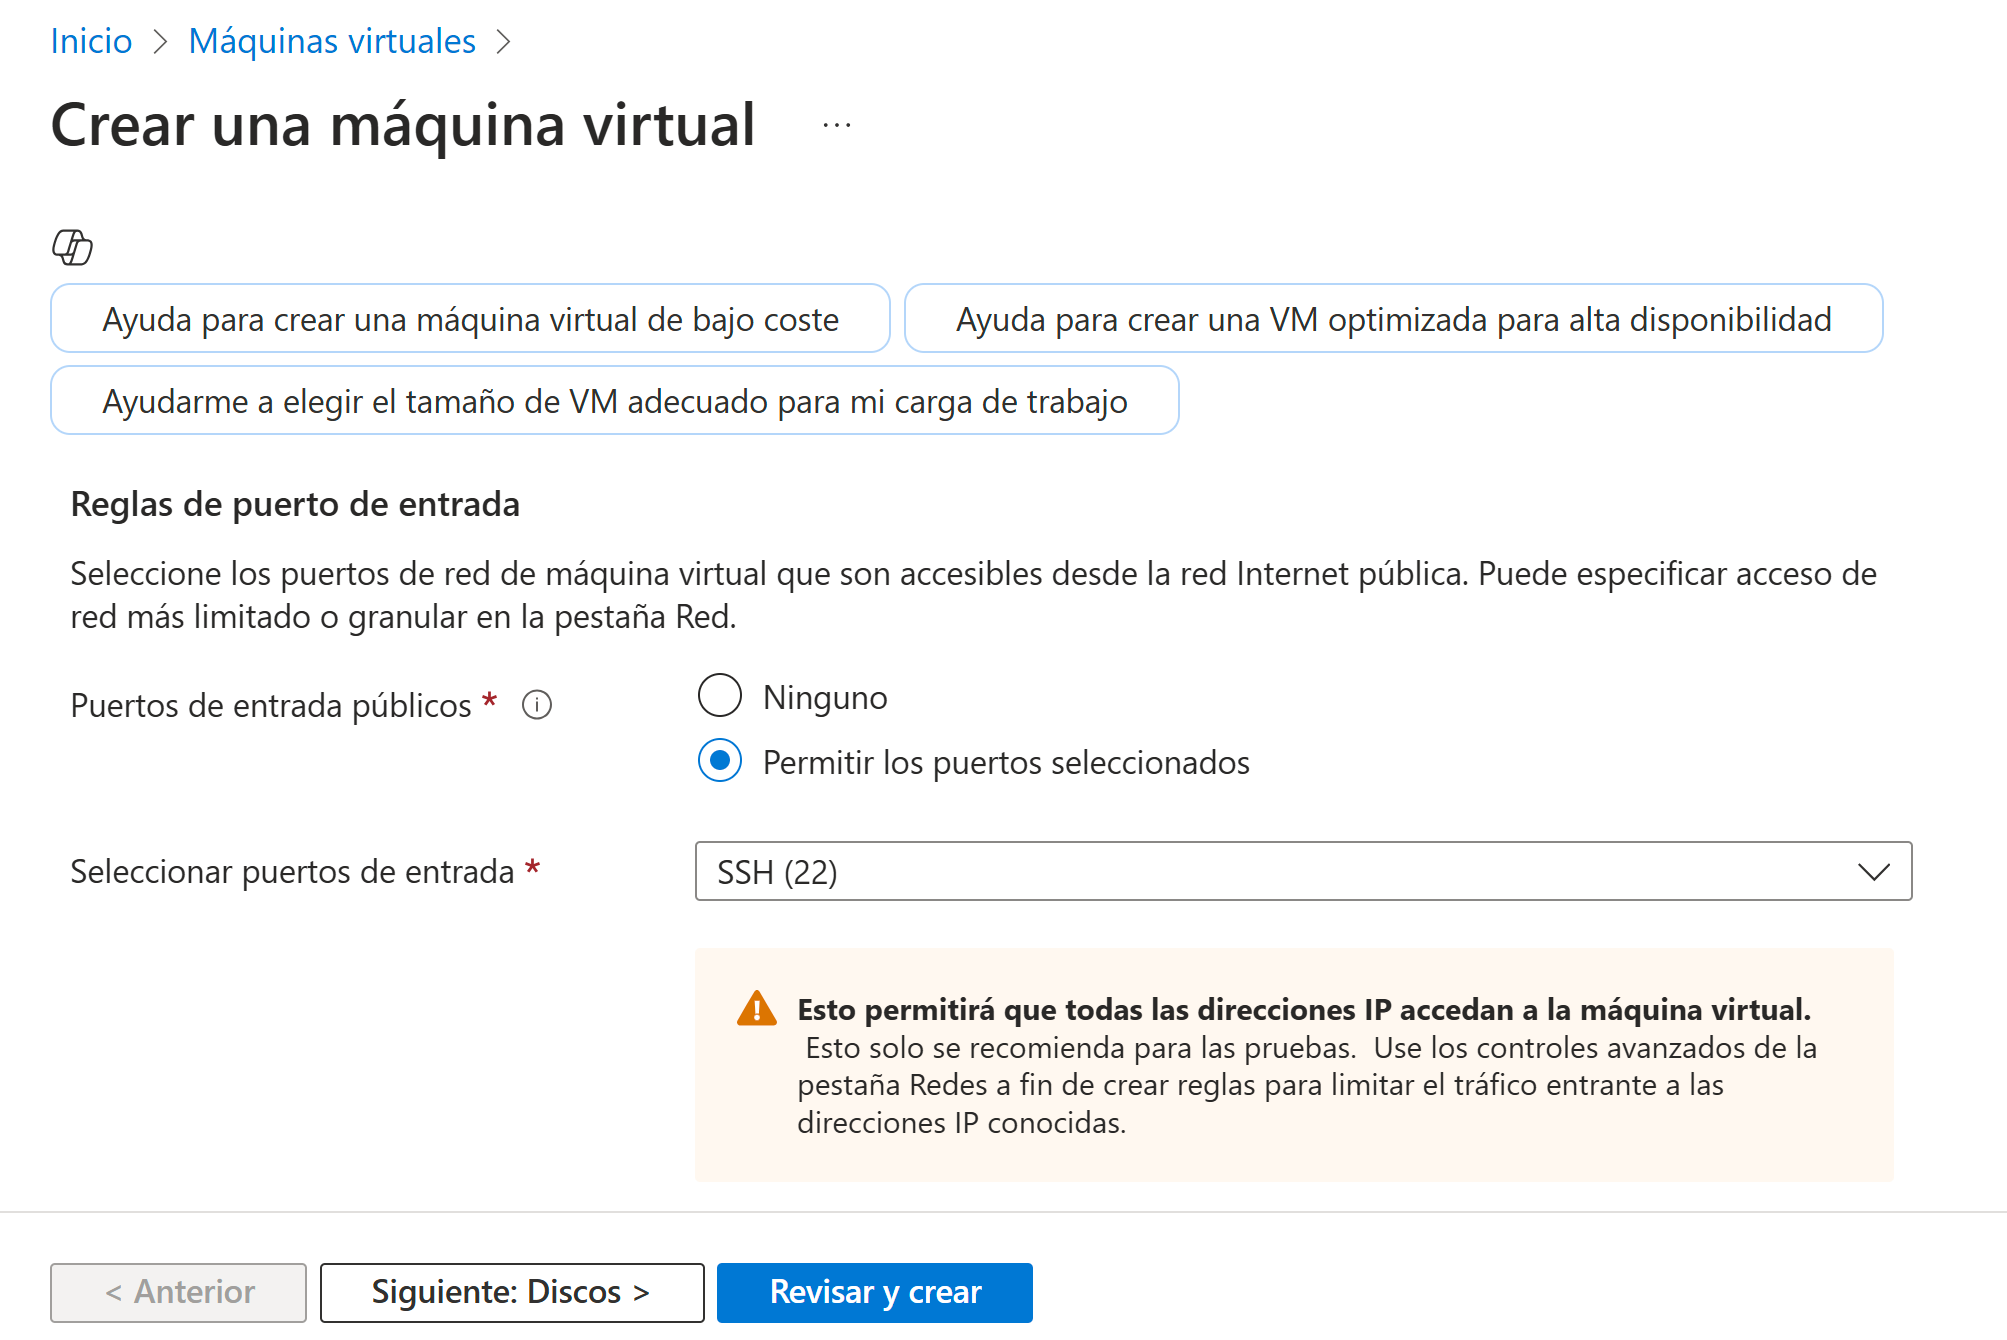 Inicio > Máquinas virtuales >
Crear una máquina virtual ...
Ayuda para crear una máquina virtual de bajo coste
Ayuda para crear una VM optimizada para alta disponibilidad
Ayudarme a elegir el tamaño de VM adecuado para mi carga de trabajo
Reglas de puerto de entrada
Seleccione los puertos de red de máquina virtual que son accesibles desde la red Internet pública. Puede especificar acceso de
red más limitado o granular en la pestaña Red.
Puertos de entrada públicos *
Ninguno
Permitir los puertos seleccionados
Seleccionar puertos de entrada *
SSH (22)
Esto permitirá que todas las direcciones IP accedan a la máquina virtual.
Esto solo se recomienda para las pruebas. Use los controles avanzados de la
pestaña Redes a fin de crear reglas para limitar el tráfico entrante a las
direcciones IP conocidas.
< Anterior
Siguiente: Discos >
Revisar y crear